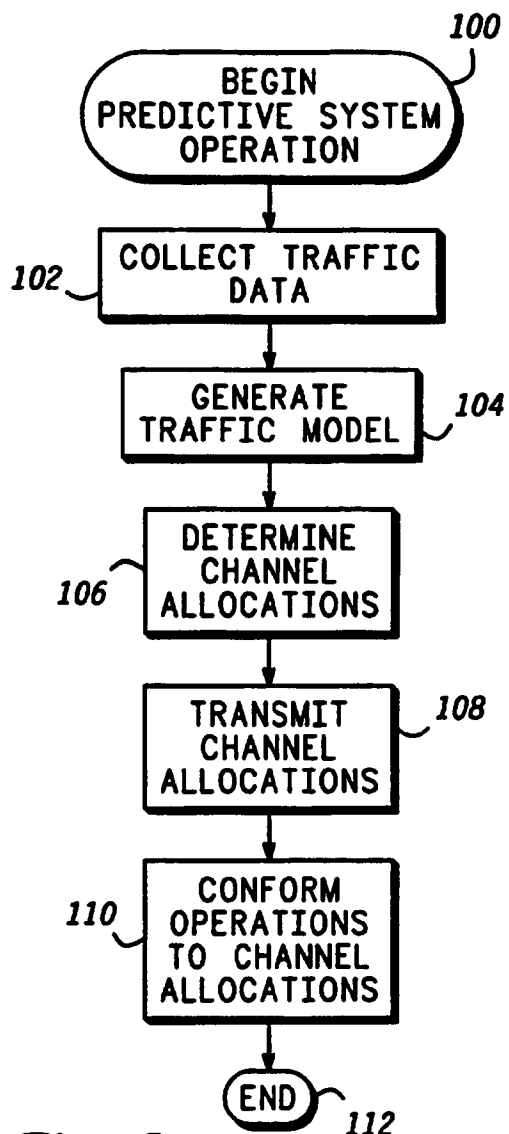 100
BEGIN
PREDICTIVE SYSTEM
OPERATION
102
COLLECT TRAFFIC
DATA
GENERATE
TRAFFIC MODEL
104
DETERMINE
CHANNEL
ALLOCATIONS
106
TRANSMIT
CHANNEL
ALLOCATIONS
108
CONFORM
OPERATIONS
TO CHANNEL
ALLOCATIONS
110
END
112